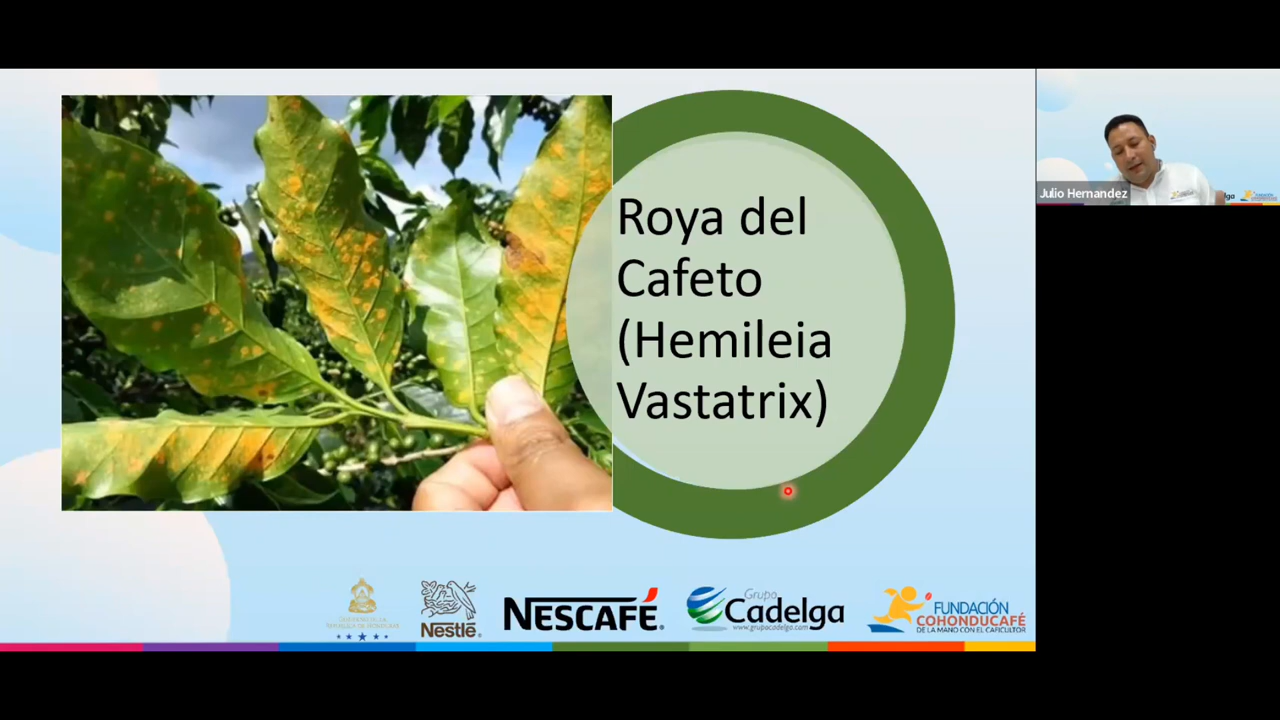 Roya del
Cafeto
(Hemileia
Vastatrix)
Julio Hernandez
Nestlé
NESCAFÉ
Grupo
Cadelga
www.grupocadelga.com
FUNDACIÓN
COHONDUCAFÉ
DE LA MANO CON EL CAFICULTOR